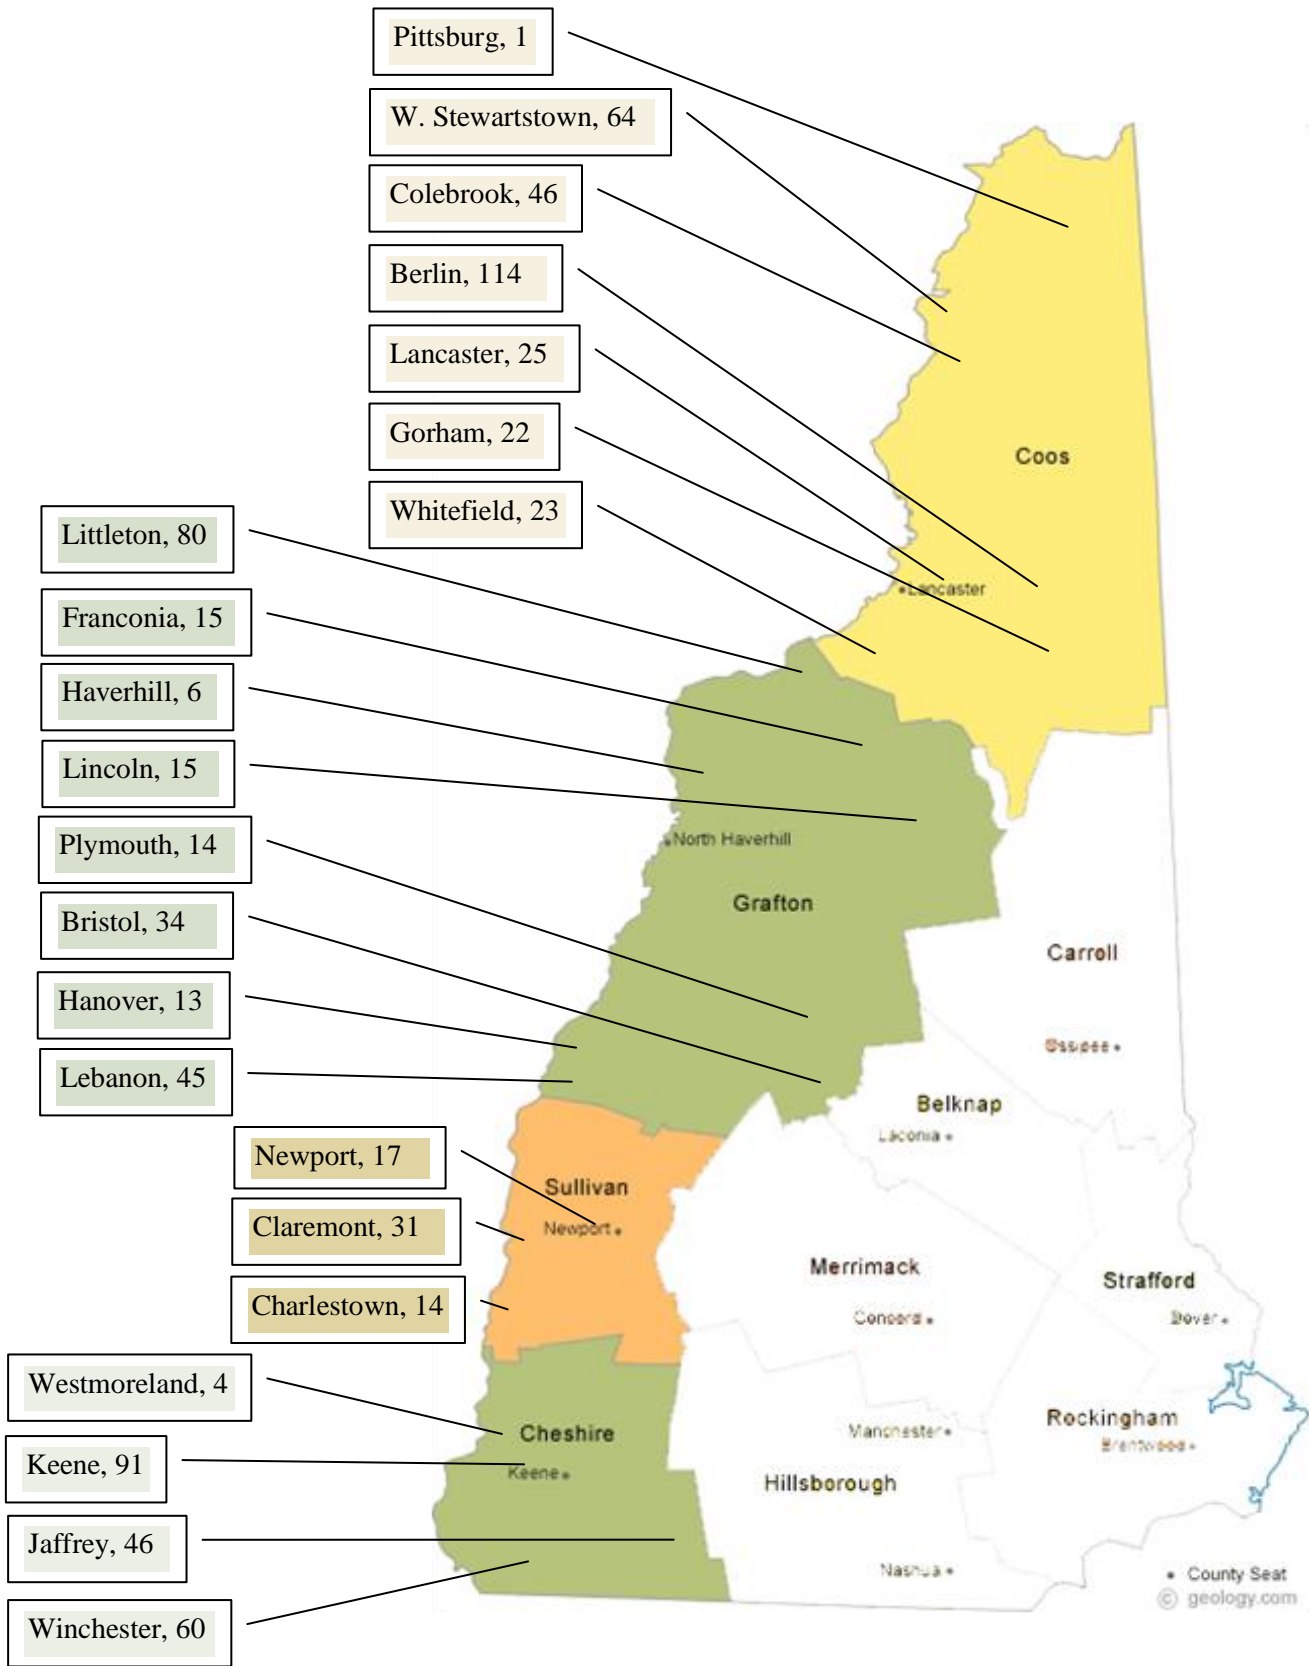 Pittsburg, 1
W. Stewartstown, 64
Colebrook, 46
Berlin, 114
Lancaster, 25
Gorham, 22
Whitefield, 23
Littleton, 80
Franconia, 15
Haverhill, 6
Lincoln, 15
Plymouth, 14
Bristol, 34
Hanover, 13
Lebanon, 45
Newport, 17
Claremont, 31
Charlestown, 14
Westmoreland, 4
Keene, 91
Jaffrey, 46
Winchester, 60
Coos
Lancaster
North Haverhill
Grafton
Carroll
Ossipee
Belknap
Laconia
Sullivan
Newport
Merrimack
Concord
Strafford
Dover
Cheshire
Keene
Manchester
Hillsborough
Nashua
Rockingham
Brentwood
County Seat
© geology.com